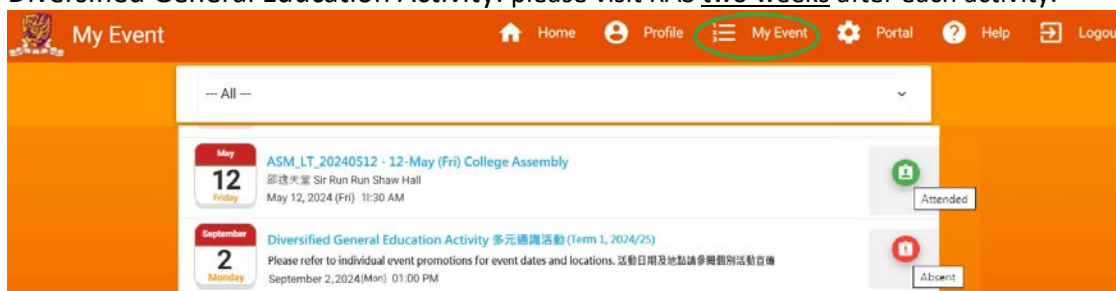 Diversified General Education Activity: please visit RAS two weeks after each activity.
My Event
Home
Profile
My Event
Portal
Help
Logou
--- All ---
May
12
Friday
ASM_LT_20240512 - 12-May (Fri) College Assembly
邵逸夫堂 Sir Run Run Shaw Hall
May 12, 2024 (Fri) 11:30 AM
Attended
September
2
Monday
Diversified General Education Activity 多元通識活動 (Term 1, 2024/25)
Please refer to individual event promotions for event dates and locations. 活動日期及地點請參閱個別活動宣傳
September 2,2024(Mon) 01:00 PM
Absent